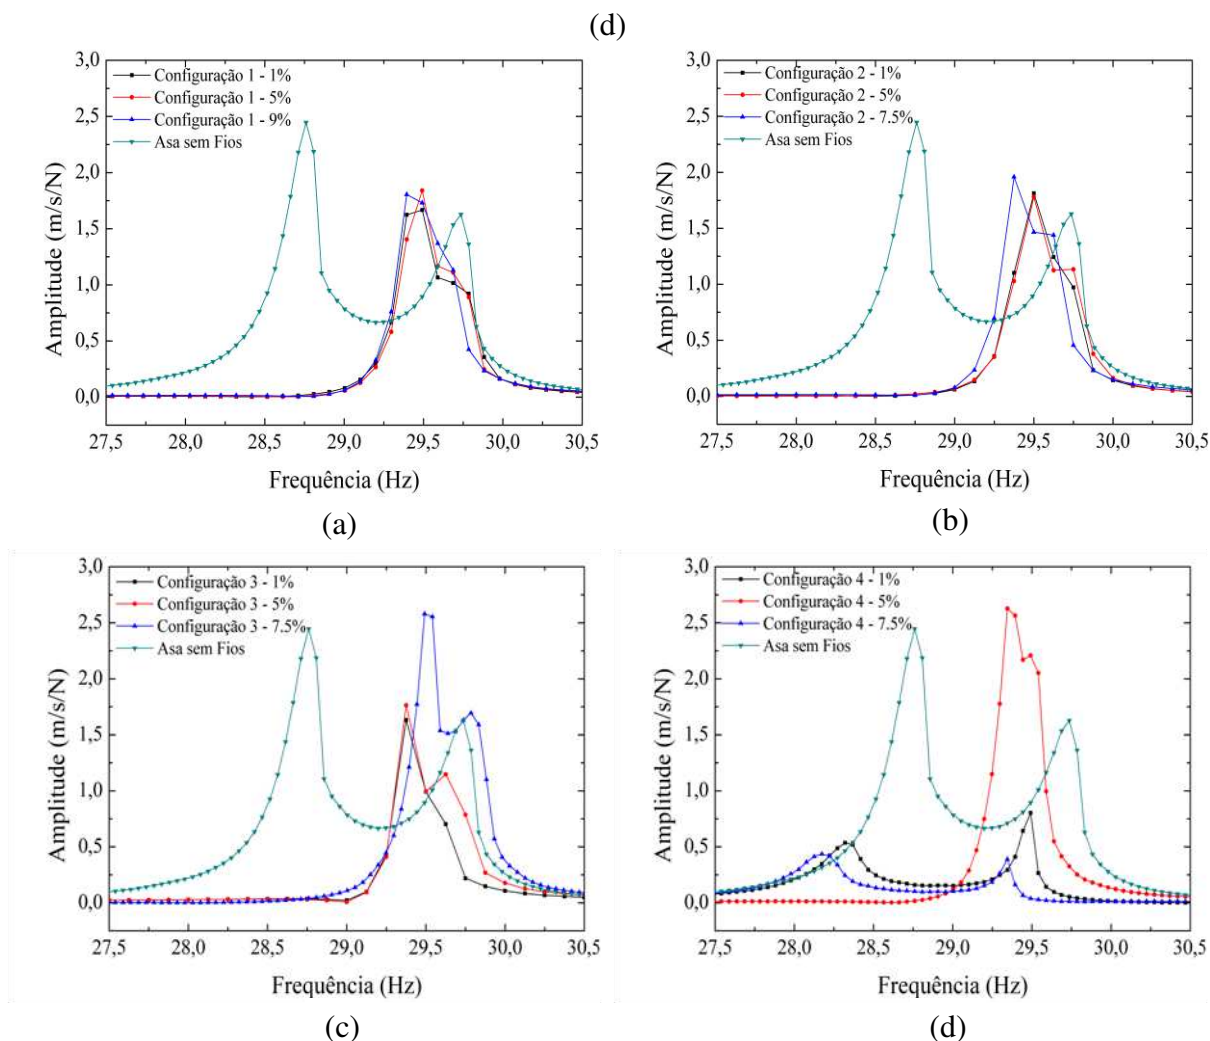 (d)
3,0
2,5
2,0
1,5
1,0
0,5
0,0
Amplitude (m/s/N)
Configuração 1 - 1%
Configuração 1 - 5%
Configuração 1 - 9%
Asa sem Fios
27,5 28,0 28,5 29,0 29,5 30,0 30,5
Frequência (Hz)
(a)
3,0
2,5
2,0
1,5
1,0
0,5
0,0
Amplitude (m/s/N)
Configuração 2 - 1%
Configuração 2 - 5%
Configuração 2 - 7.5%
Asa sem Fios
27,5 28,0 28,5 29,0 29,5 30,0 30,5
Frequência (Hz)
(b)
3,0
2,5
2,0
1,5
1,0
0,5
0,0
Amplitude (m/s/N)
Configuração 3 - 1%
Configuração 3 - 5%
Configuração 3 - 7.5%
Asa sem Fios
27,5 28,0 28,5 29,0 29,5 30,0 30,5
Frequência (Hz)
(c)
3,0
2,5
2,0
1,5
1,0
0,5
0,0
Amplitude (m/s/N)
Configuração 4 - 1%
Configuração 4 - 5%
Configuração 4 - 7.5%
Asa sem Fios
27,5 28,0 28,5 29,0 29,5 30,0 30,5
Frequência (Hz)
(d)